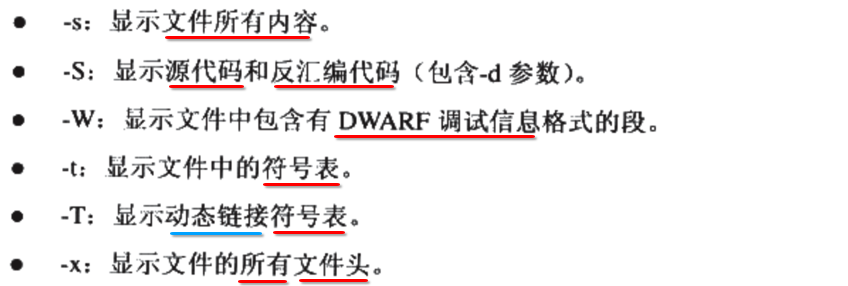 ● -s：显示文件所有内容。
● -S：显示源代码和反汇编代码（包含-d 参数）。
● -W：显示文件中包含有 DWARF 调试信息格式的段。
● -t：显示文件中的符号表。
● -T：显示动态链接符号表。
● -x：显示文件的所有文件头。